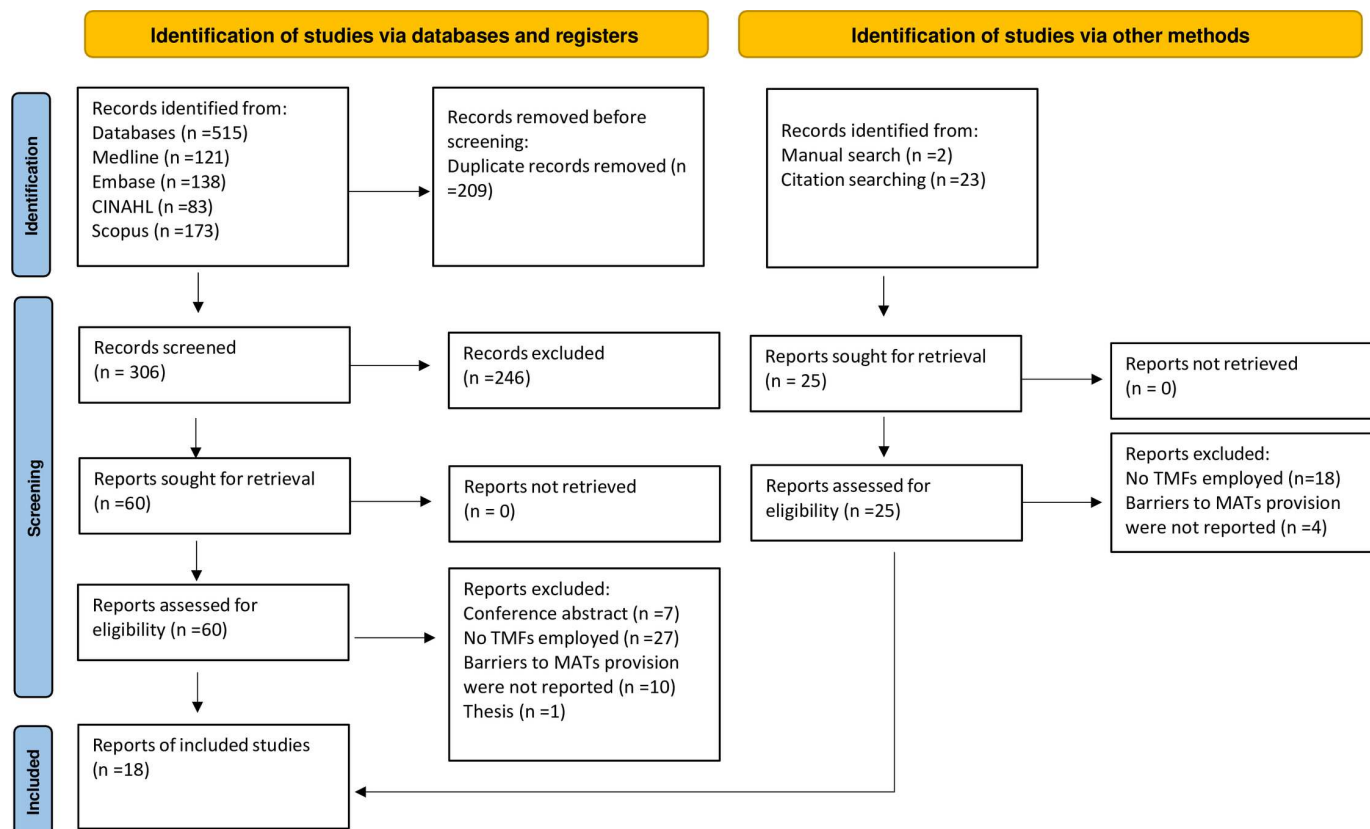 Identification of studies via databases and registers
Identification of studies via other methods
Identification
Records identified from:
Databases (n =515)
Medline (n =121)
Embase (n =138)
CINAHL (n =83)
Scopus (n =173)
Records removed before
screening:
Duplicate records removed (n
=209)
Records identified from:
Manual search (n =2)
Citation searching (n =23)
Screening
Records screened
(n = 306)
Records excluded
(n =246)
Reports sought for retrieval
(n = 25)
Reports not retrieved
(n = 0)
Reports sought for retrieval
(n =60)
Reports not retrieved
(n = 0)
Reports assessed for
eligibility (n =25)
Reports excluded:
No TMFs employed (n=18)
Barriers to MATs provision
were not reported (n =4)
Reports assessed for
eligibility (n =60)
Reports excluded:
Conference abstract (n =7)
No TMFs employed (n =27)
Barriers to MATs provision
were not reported (n =10)
Thesis (n =1)
Included
Reports of included studies
(n =18)